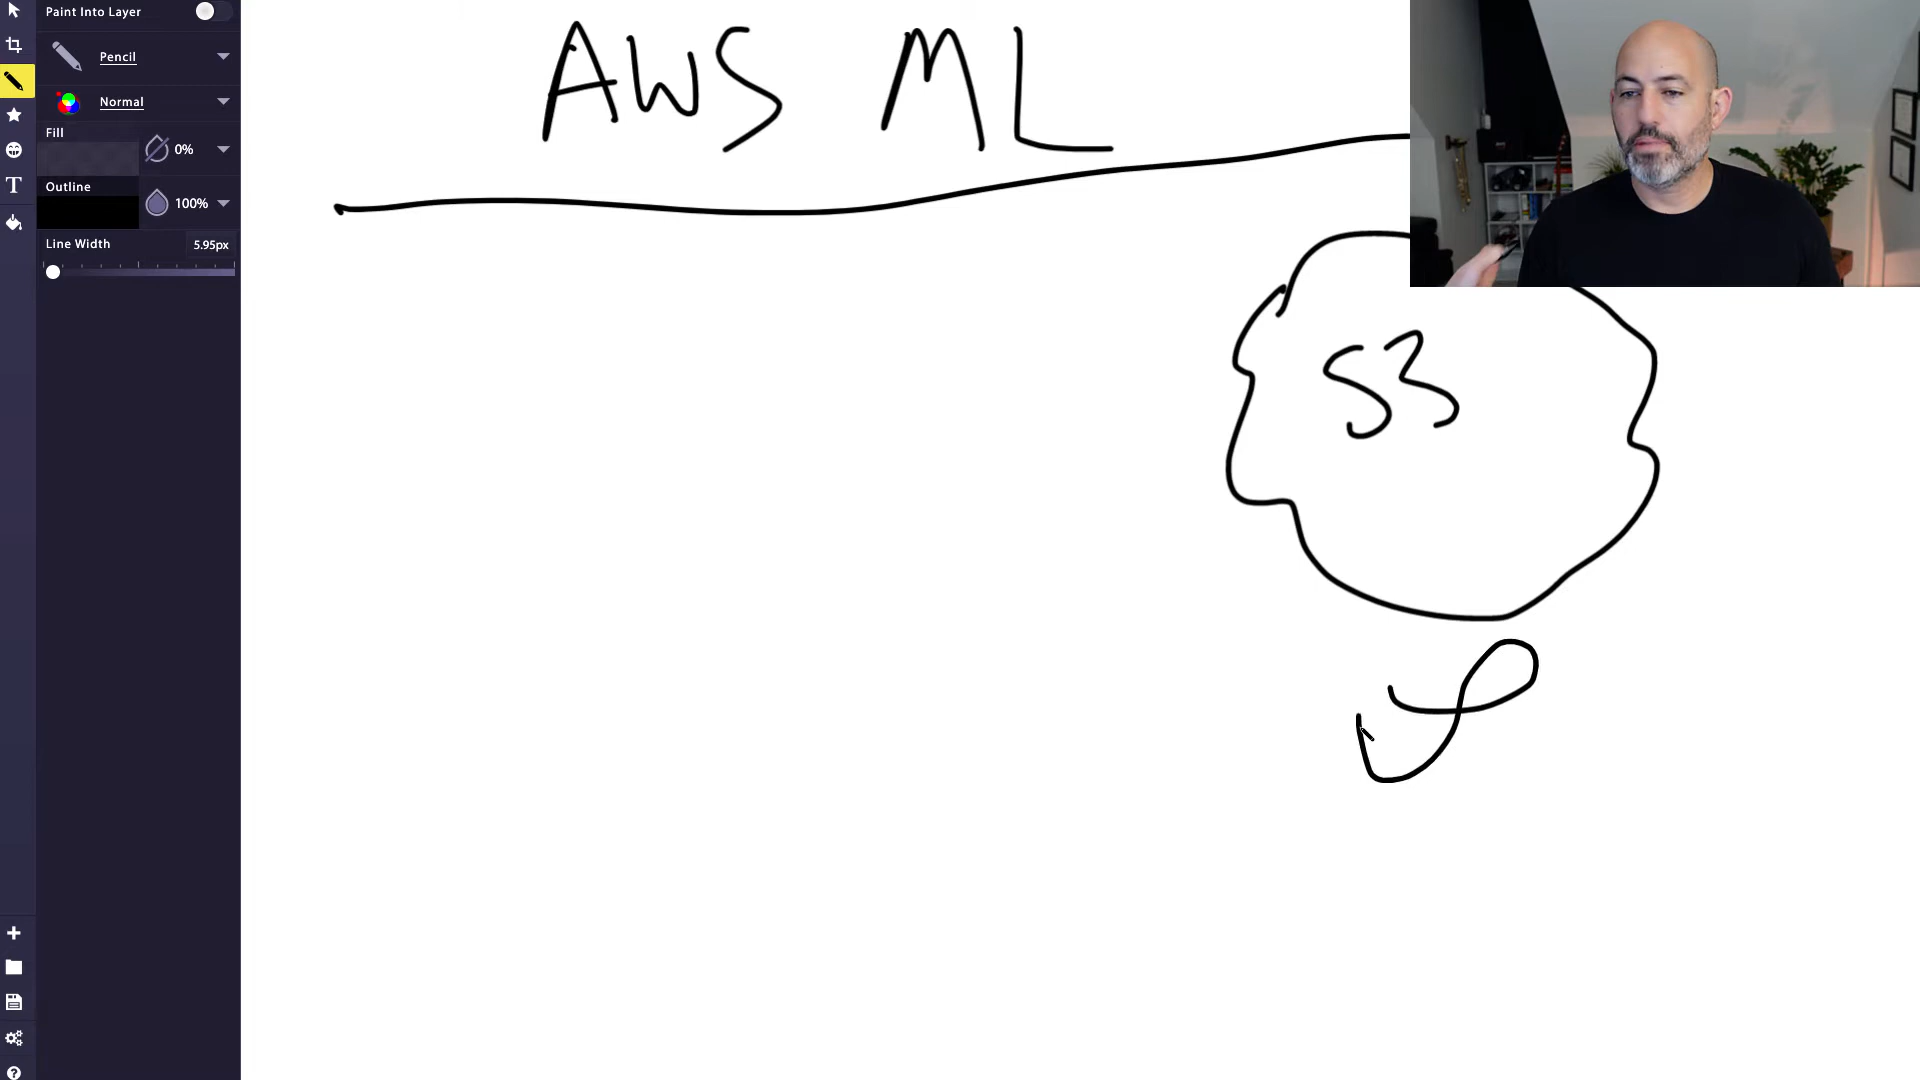 Paint Into Layer
Pencil
Normal
Fill
0%
Outline
100%
Line Width
5.95px
T
?
AWS ML
S3